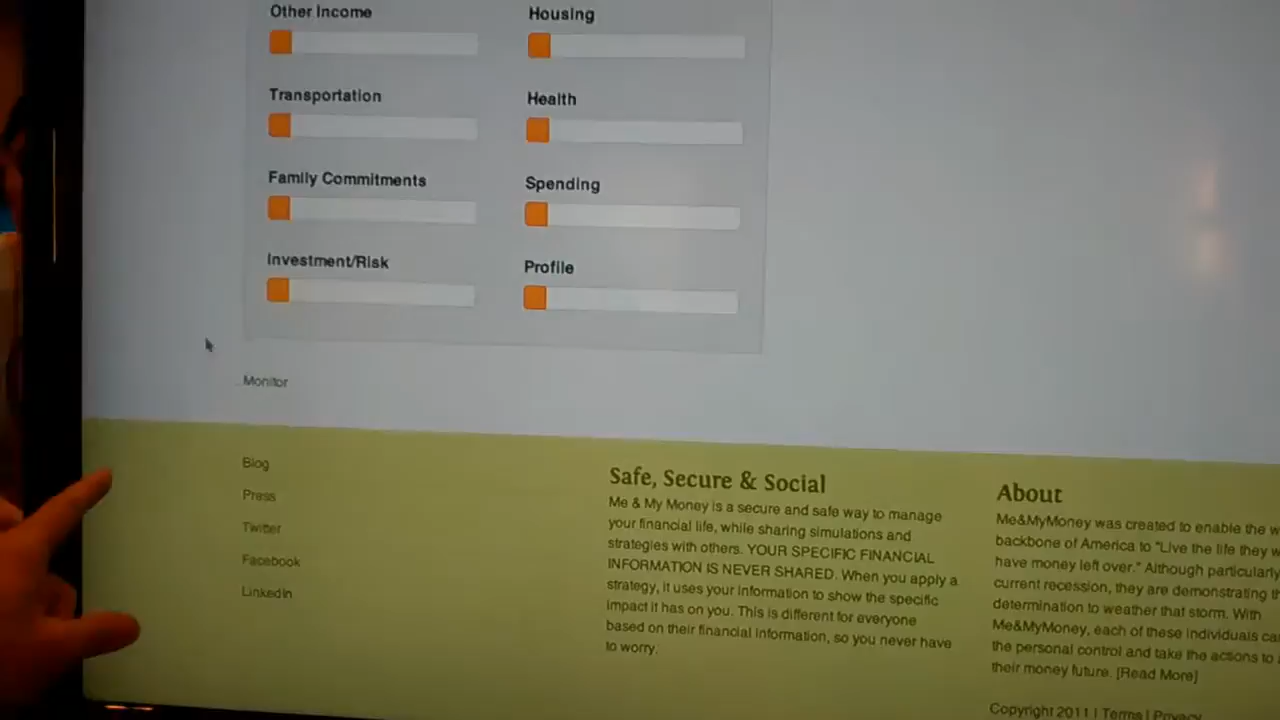 Other Income
Housing
Transportation
Health
Family Commitments
Spending
Investment/Risk
Profile
Monitor
Blog
Press
Twitter
Facebook
LinkedIn
Safe, Secure & Social
Me & My Money is a secure and safe way to manage
your financial life, while sharing simulations and
strategies with others. YOUR SPECIFIC FINANCIAL
INFORMATION IS NEVER SHARED. When you apply a
strategy, it uses your information to show the specific
impact it has on you. This is different for everyone
based on their financial information, so you never have
to worry.
About
Me&MyMoney was created to enable the
backbone of America to "Live the life they
have money left over." Although particularly
current recession, they are demonstrating
determination to weather that storm. With
Me&MyMoney, each of these individuals
the personal control and take the actions to
their money future. [Read More]
Copyright 2011 | Terms | Privacy